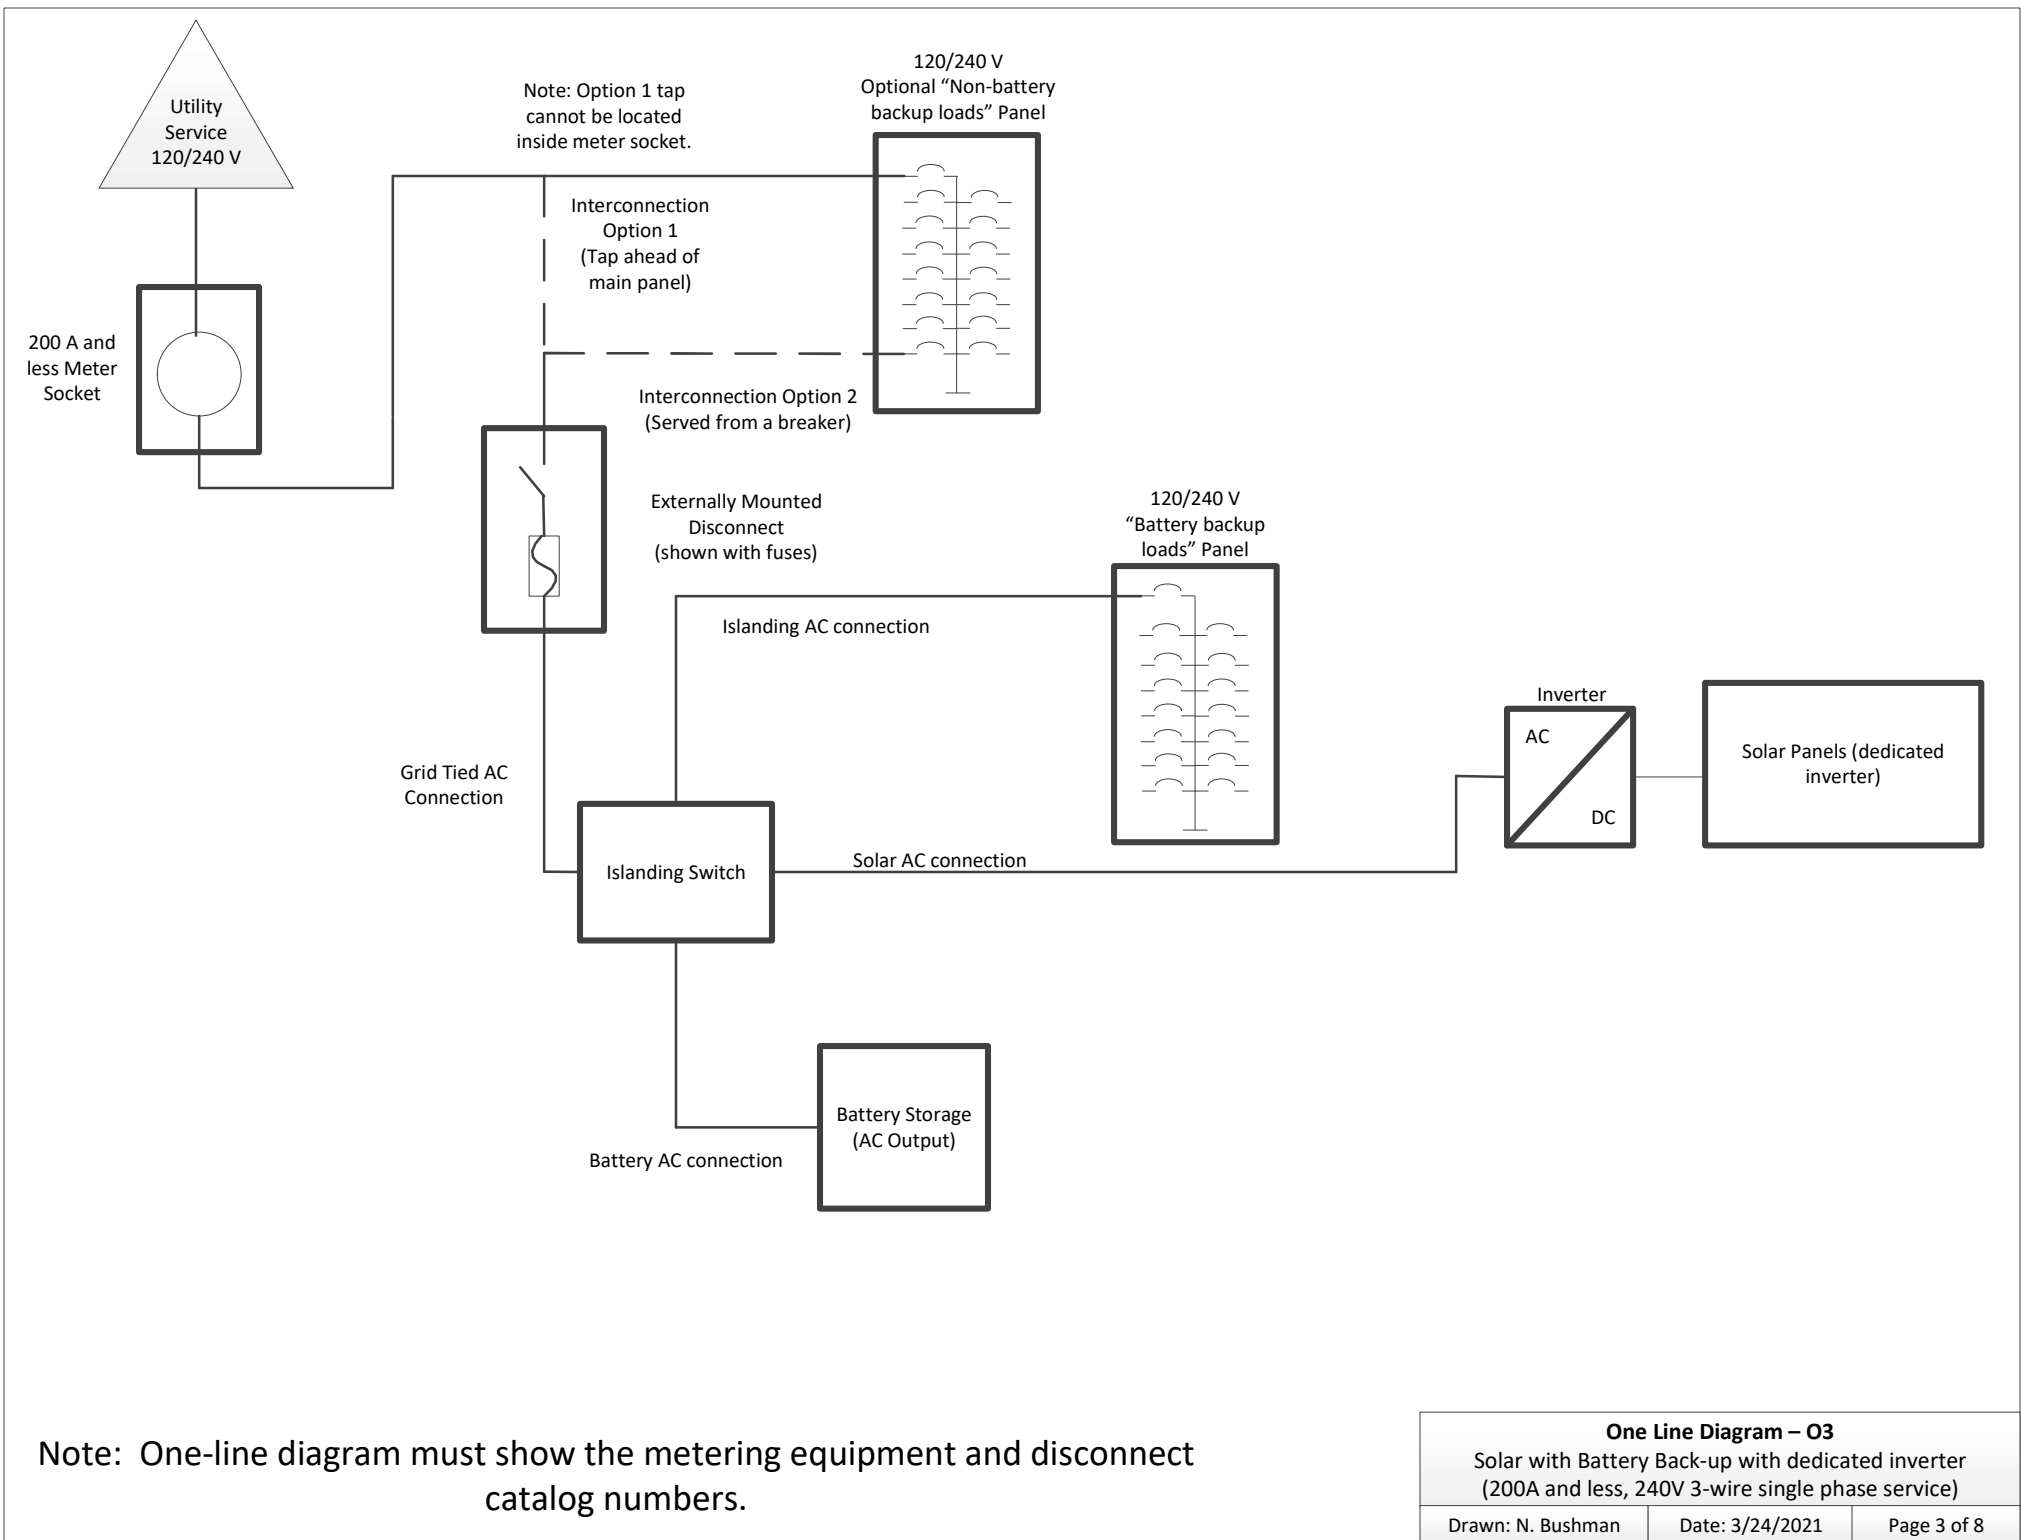 Utility
Service
120/240 V
Note: Option 1 tap
cannot be located
inside meter socket.
120/240 V
Optional “Non-battery
backup loads” Panel
Interconnection
Option 1
(Tap ahead of
main panel)
200 A and
less Meter
Socket
Interconnection Option 2
(Served from a breaker)
Externally Mounted
Disconnect
(shown with fuses)
120/240 V
“Battery backup
loads” Panel
Islanding AC connection
Inverter
AC
DC
Solar Panels (dedicated
inverter)
Grid Tied AC
Connection
Islanding Switch
Solar AC connection
Battery Storage
(AC Output)
Battery AC connection
Note:  One-line diagram must show the metering equipment and disconnect
catalog numbers.
One Line Diagram – O3
Solar with Battery Back-up with dedicated inverter
(200A and less, 240V 3-wire single phase service)
Drawn: N. Bushman
Date: 3/24/2021
Page 3 of 8